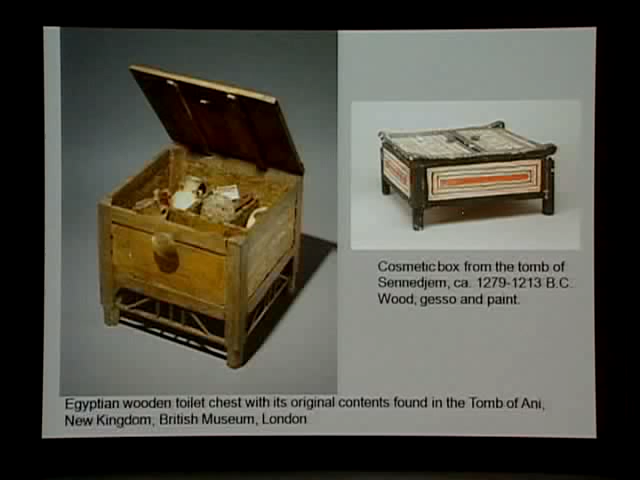 Cosmetic box from the tomb of
Sennedjem, ca. 1279-1213 B.C.
Wood, gesso and paint.
Egyptian wooden toilet chest with its original contents found in the Tomb of Ani,
New Kingdom, British Museum, London